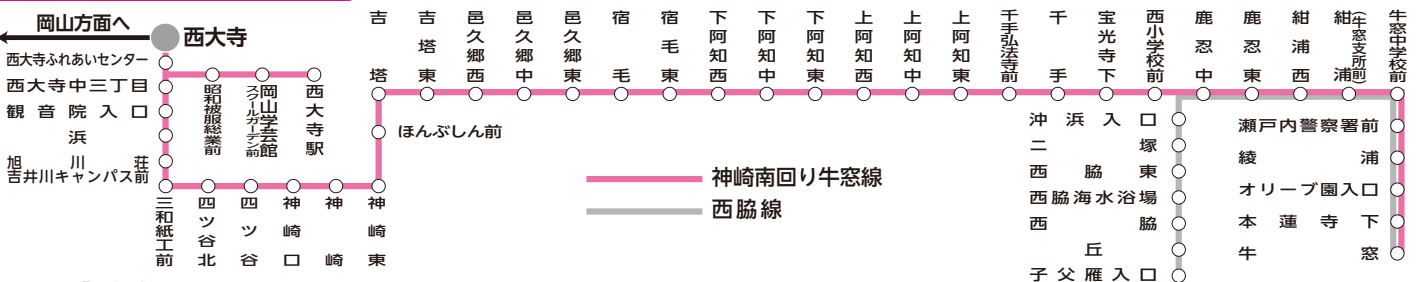 岡山方面へ
西大寺
西大寺ふれあいセンター
西大寺中三丁目
観音院入口
浜
旭川荘
吉井川キャンパス前
昭和被服総業前
岡山学会館
スクールガーデン前
西大寺駅
三和紙工前
四ツ谷北
四ツ谷
神崎口
神崎
神崎東
ほんぶしん前
吉塔
吉塔東
邑久郷西
邑久郷中
邑久郷東
宿毛
宿毛東
下阿知西
下阿知中
下阿知東
上阿知西
上阿知中
上阿知東
千手弘法寺前
千手
宝光寺下
西小学校前
鹿忍中
鹿忍東
紺浦西
紺浦
(牛窓支所前)
牛窓中学校前
沖浜入口
二塚
西脇東
西脇海水浴場
西脇
丘
子父雁入口
瀬戸内警察署前
綾浦
オリーブ園入口
本蓮寺下
牛窓
神崎南回り牛窓線
西脇線